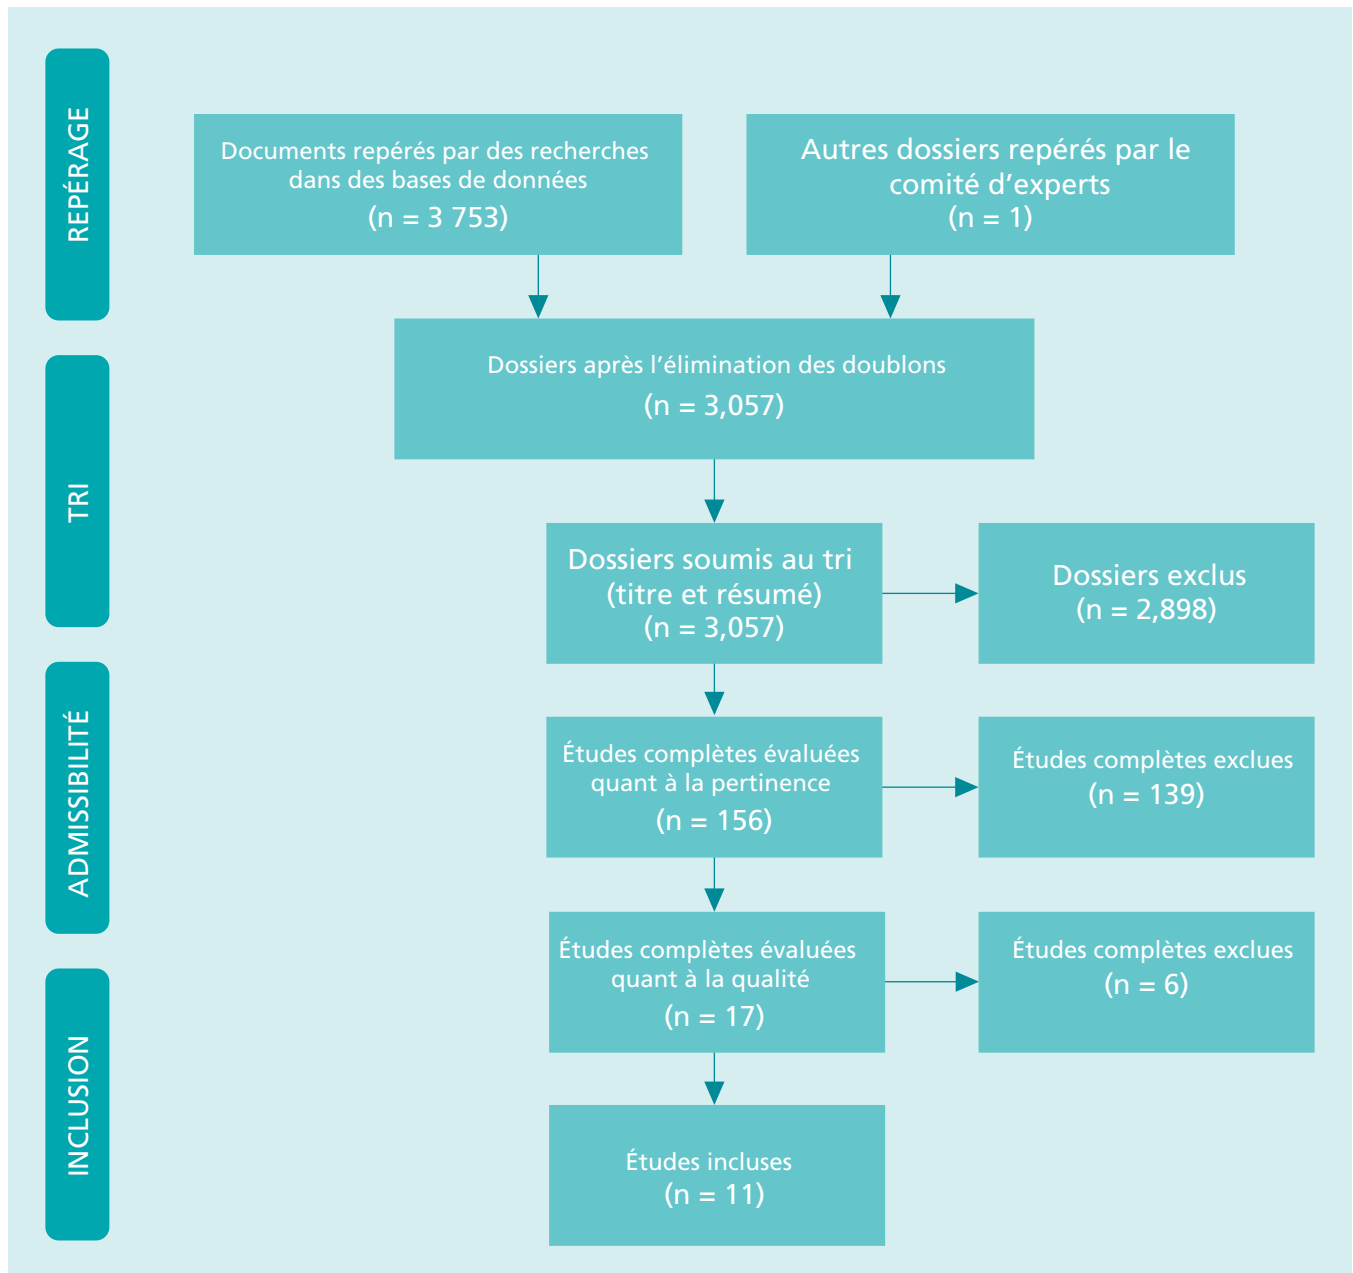 REPÉRAGE
Documents repérés par des recherches
dans des bases de données
(n = 3 753)
Autres dossiers repérés par le
comité d'experts
(n = 1)
TRI
Dossiers après l'élimination des doublons
(n = 3,057)
Dossiers soumis au tri
(titre et résumé)
(n = 3,057)
Dossiers exclus
(n = 2,898)
ADMISSIBILITÉ
Études complètes évaluées
quant à la pertinence
(n = 156)
Études complètes exclues
(n = 139)
Études complètes évaluées
quant à la qualité
(n = 17)
Études complètes exclues
(n = 6)
INCLUSION
Études incluses
(n = 11)